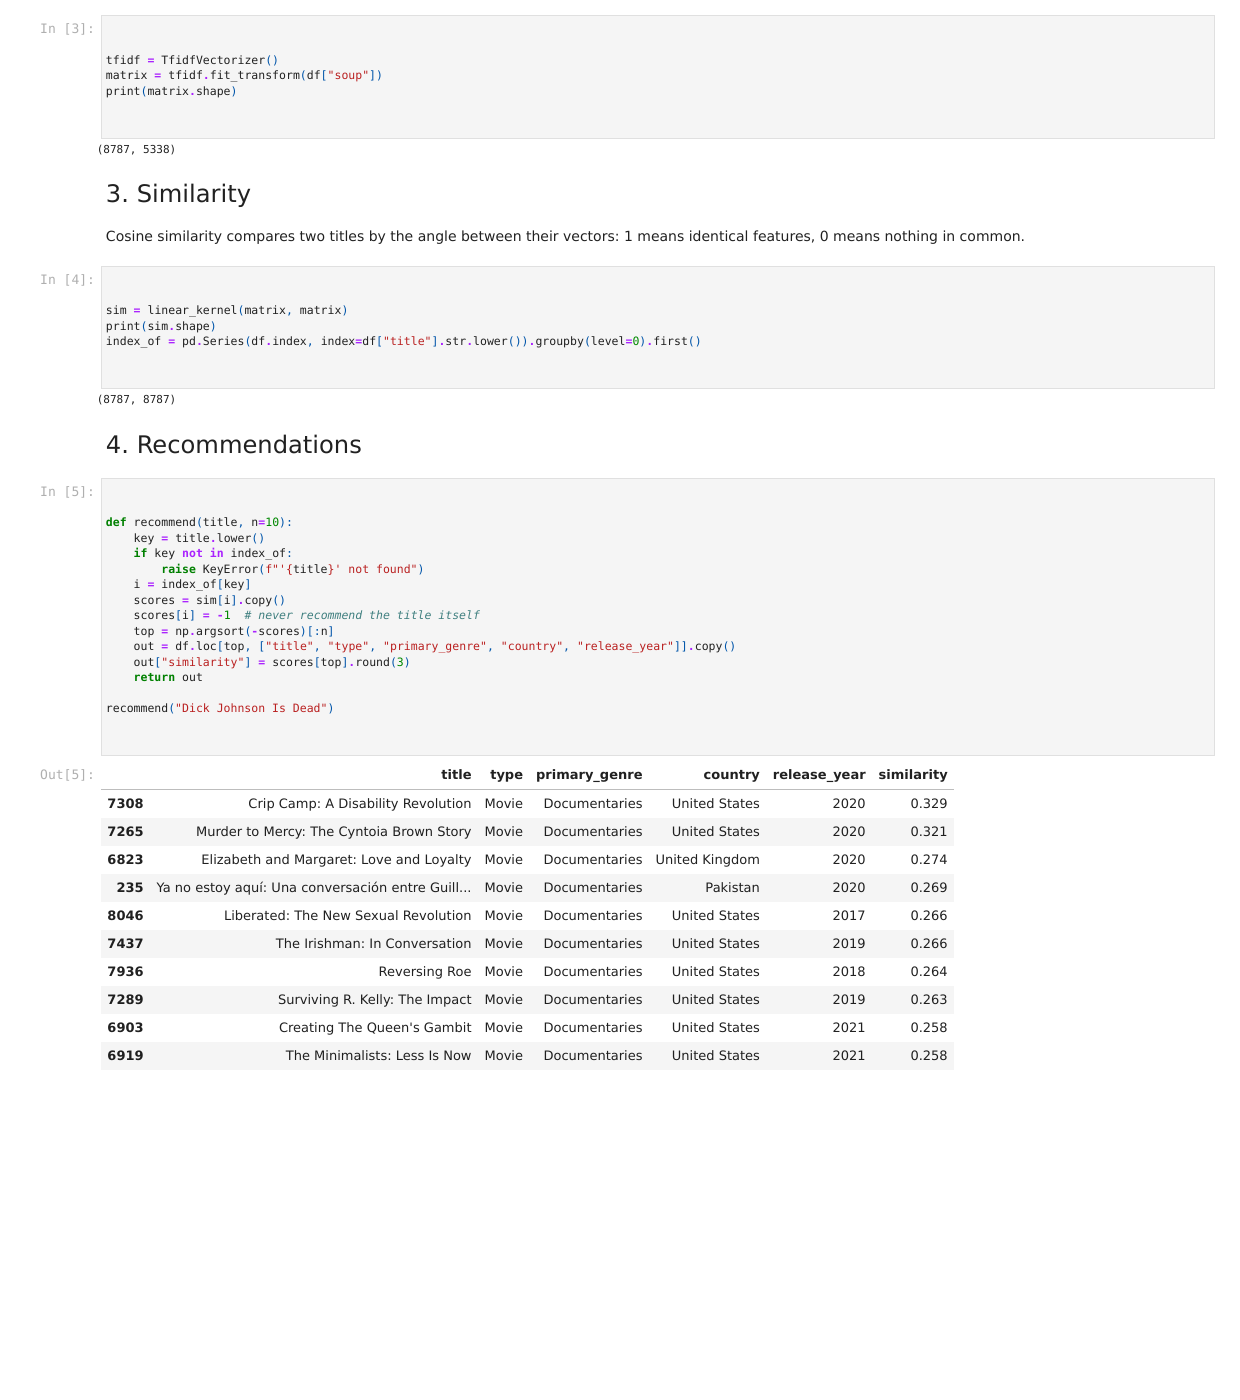 In [3]:
tfidf = TfidfVectorizer()
matrix = tfidf.fit_transform(df["soup"])
print(matrix.shape)
(8787, 5338)
3. Similarity
Cosine similarity compares two titles by the angle between their vectors: 1 means identical features, 0 means nothing in common.
In [4]:
sim = linear_kernel(matrix, matrix)
print(sim.shape)
index_of = pd.Series(df.index, index=df["title"].str.lower()).groupby(level=0).first()
(8787, 8787)
4. Recommendations
In [5]:
def recommend(title, n=10):
    key = title.lower()
    if key not in index_of:
        raise KeyError(f"'{title}' not found")
    i = index_of[key]
    scores = sim[i].copy()
    scores[i] = -1  # never recommend the title itself
    top = np.argsort(-scores)[:n]
    out = df.loc[top, ["title", "type", "primary_genre", "country", "release_year"]].copy()
    out["similarity"] = scores[top].round(3)
    return out
recommend("Dick Johnson Is Dead")
Out[5]:
title type primary_genre country release_year similarity
7308 Crip Camp: A Disability Revolution Movie Documentaries United States 2020 0.329
7265 Murder to Mercy: The Cyntoia Brown Story Movie Documentaries United States 2020 0.321
6823 Elizabeth and Margaret: Love and Loyalty Movie Documentaries United Kingdom 2020 0.274
235 Ya no estoy aquí: Una conversación entre Guill... Movie Documentaries Pakistan 2020 0.269
8046 Liberated: The New Sexual Revolution Movie Documentaries United States 2017 0.266
7437 The Irishman: In Conversation Movie Documentaries United States 2019 0.266
7936 Reversing Roe Movie Documentaries United States 2018 0.264
7289 Surviving R. Kelly: The Impact Movie Documentaries United States 2019 0.263
6903 Creating The Queen's Gambit Movie Documentaries United States 2021 0.258
6919 The Minimalists: Less Is Now Movie Documentaries United States 2021 0.258